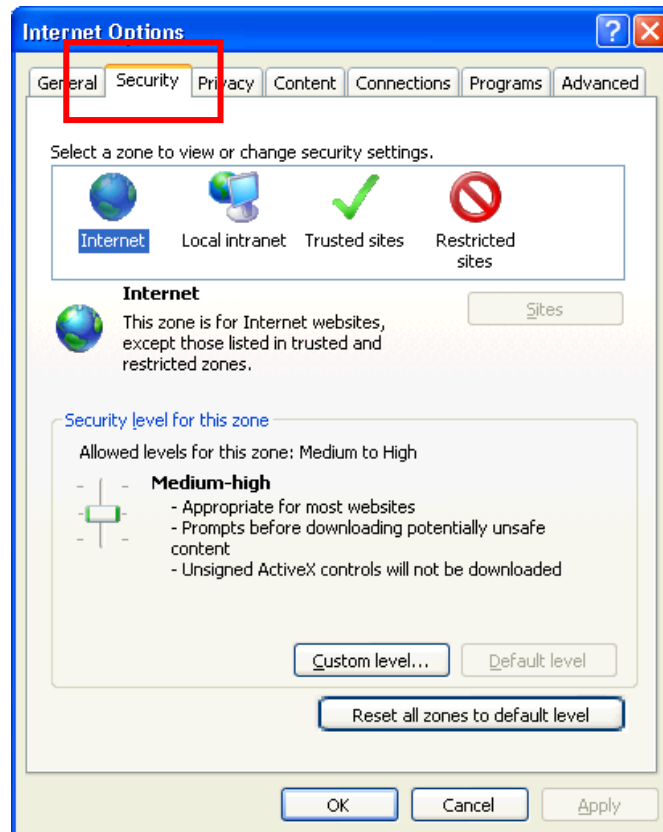 Internet Options
General Security Privacy Content Connections Programs Advanced
Select a zone to view or change security settings.
Internet Local intranet Trusted sites Restricted
sites
Internet
Sites
This zone is for Internet websites,
except those listed in trusted and
restricted zones.
Security level for this zone
Allowed levels for this zone: Medium to High
Medium-high
- Appropriate for most websites
- Prompts before downloading potentially unsafe
content
- Unsigned ActiveX controls will not be downloaded
Custom level... Default level
Reset all zones to default level
OK Cancel Apply